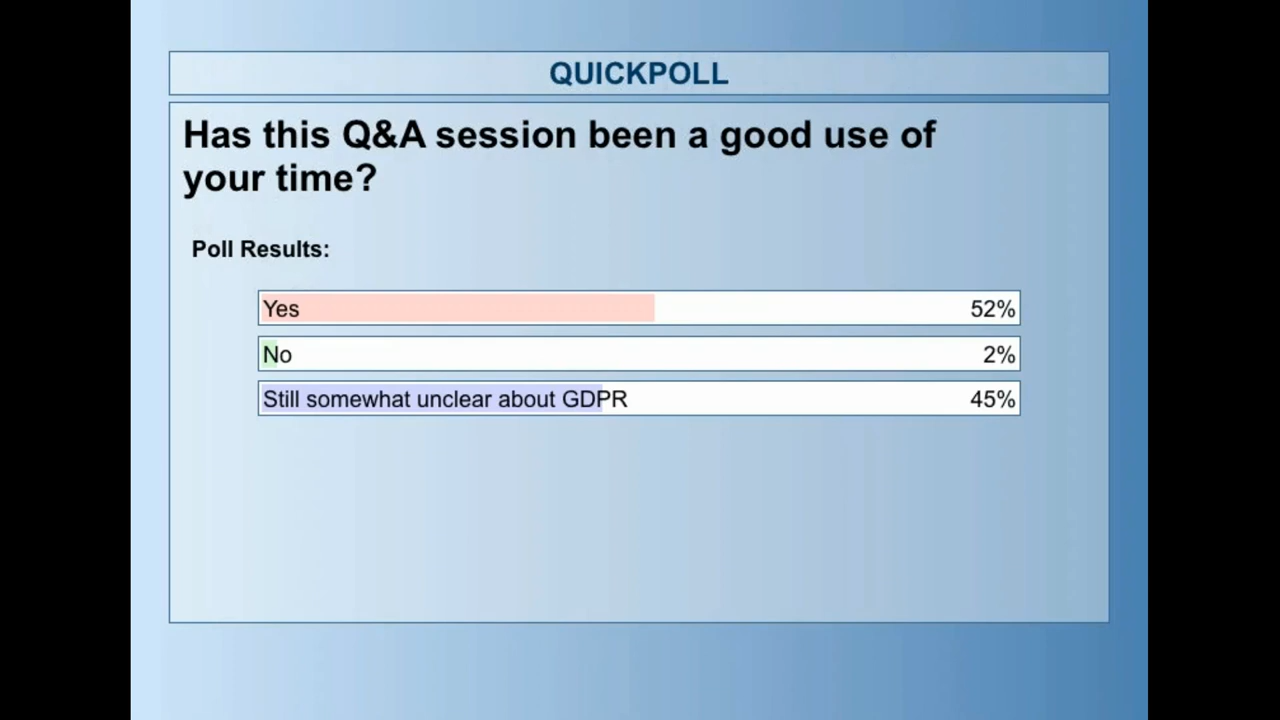 QUICKPOLL
Has this Q&A session been a good use of
your time?
Poll Results:
Yes 52%
No 2%
Still somewhat unclear about GDPR 45%